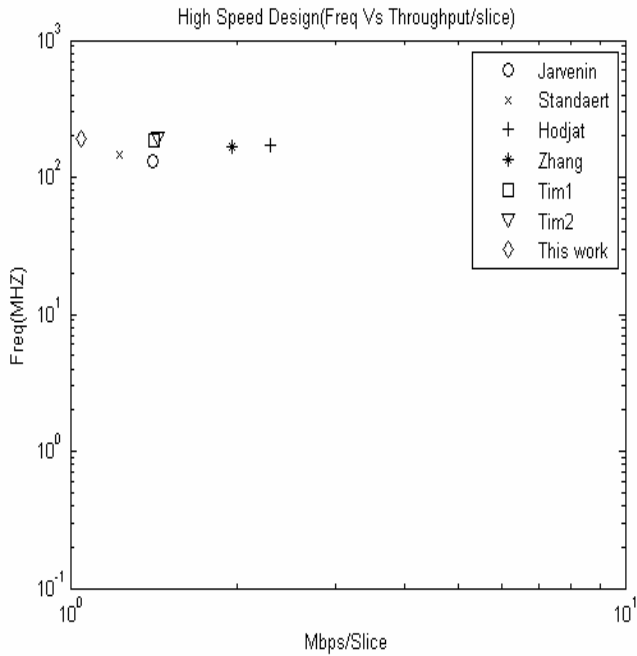 High Speed Design(Freq Vs Throughput/slice)
10^3
10^2
10^1
10^0
10^-1
Freq(MHZ)
Jarvenin
Standaert
Hodjat
Zhang
Tim1
Tim2
This work
10^0
10^1
Mbps/Slice